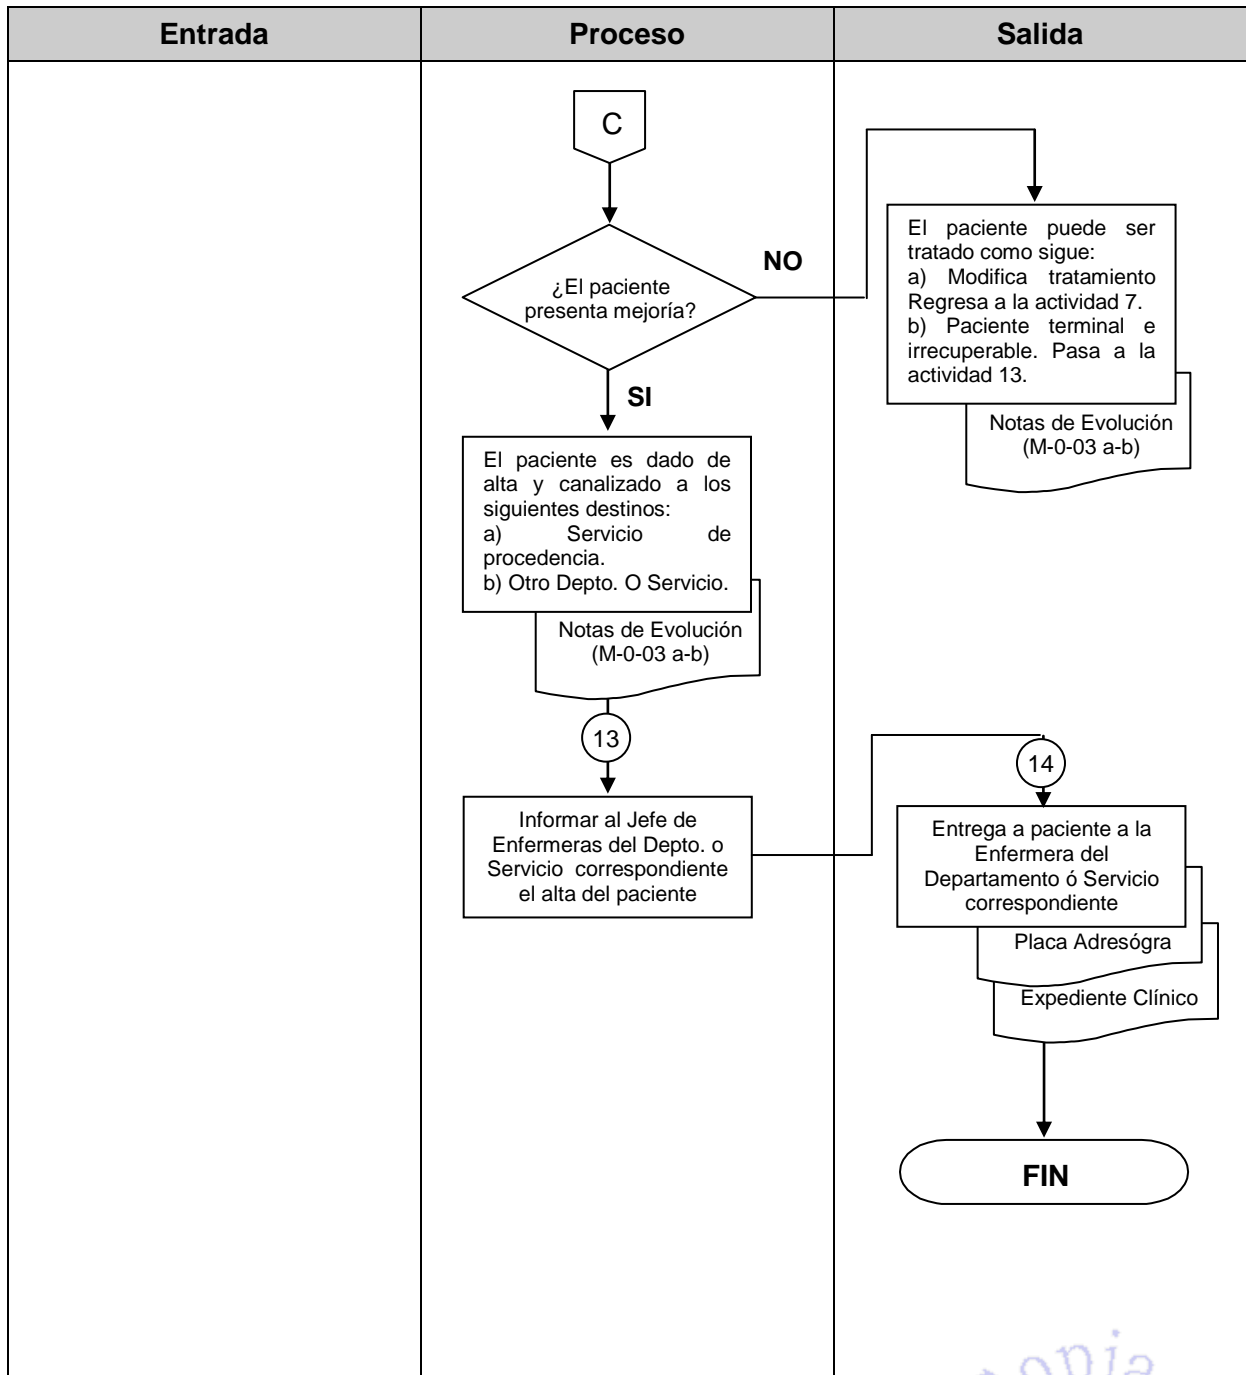 Entrada
Proceso
Salida
C
¿El paciente
presenta mejoría?
NO
SI
El paciente puede ser
tratado como sigue:
a) Modifica tratamiento
Regresa a la actividad 7.
b) Paciente terminal e
irrecuperable. Pasa a la
actividad 13.
Notas de Evolución
(M-0-03 a-b)
El paciente es dado de
alta y canalizado a los
siguientes destinos:
a) Servicio de
procedencia.
b) Otro Depto. O Servicio.
Notas de Evolución
(M-0-03 a-b)
13
Informar al Jefe de
Enfermeras del Depto. o
Servicio correspondiente
el alta del paciente
14
Entrega a paciente a la
Enfermera del
Departamento ó Servicio
correspondiente
Placa Adresógra
Expediente Clínico
FIN